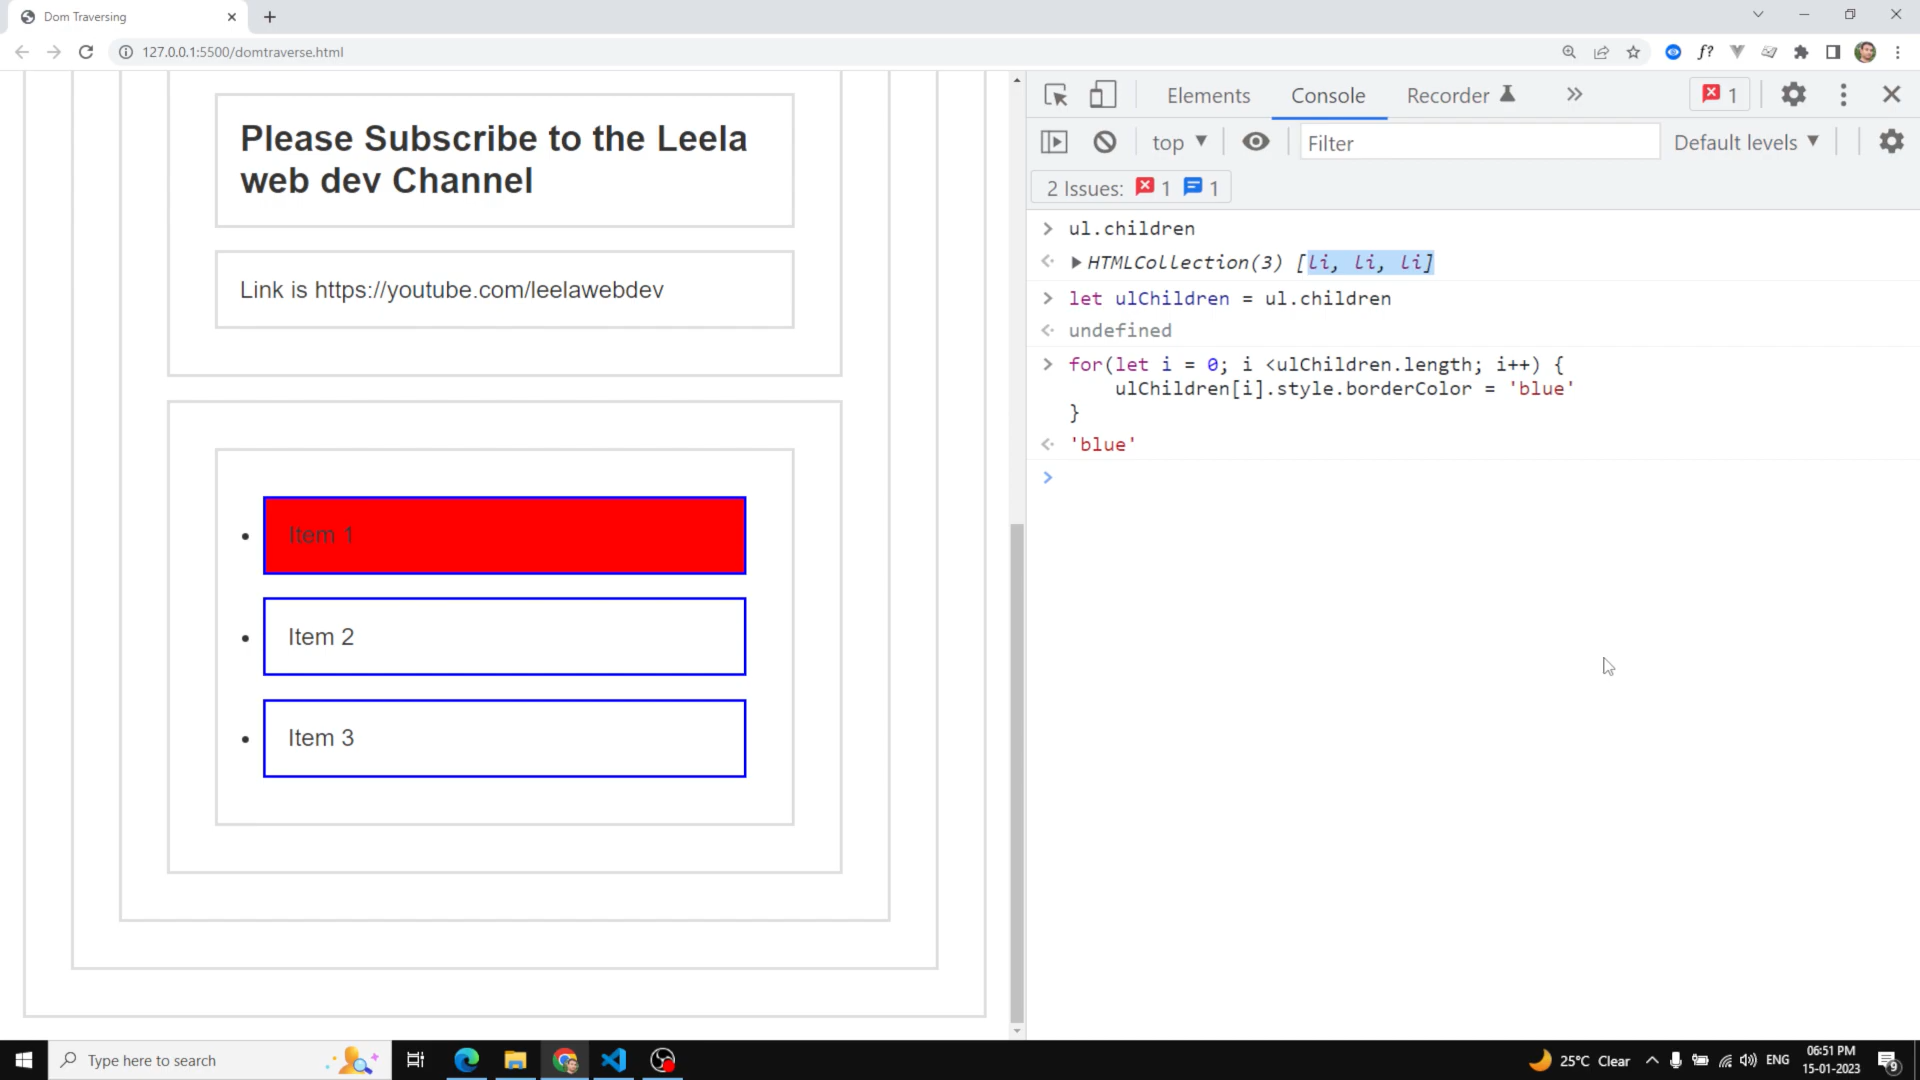 Dom Traversing
127.0.0.1:5500/domtraverse.html
f?
Please Subscribe to the Leela
web dev Channel
Link is https://youtube.com/leelawebdev
Item 1
Item 2
Item 3
Elements
Console
Recorder
1
top
Filter
Default levels
2 Issues: 1 1
ul.children
HTMLCollection(3) [li, li, li]
let ulChildren = ul.children
undefined
for(let i = 0; i <ulChildren.length; i++) {
ulChildren[i].style.borderColor = 'blue'
}
'blue'
Type here to search
25°C Clear
ENG
06:51 PM
15-01-2023
9